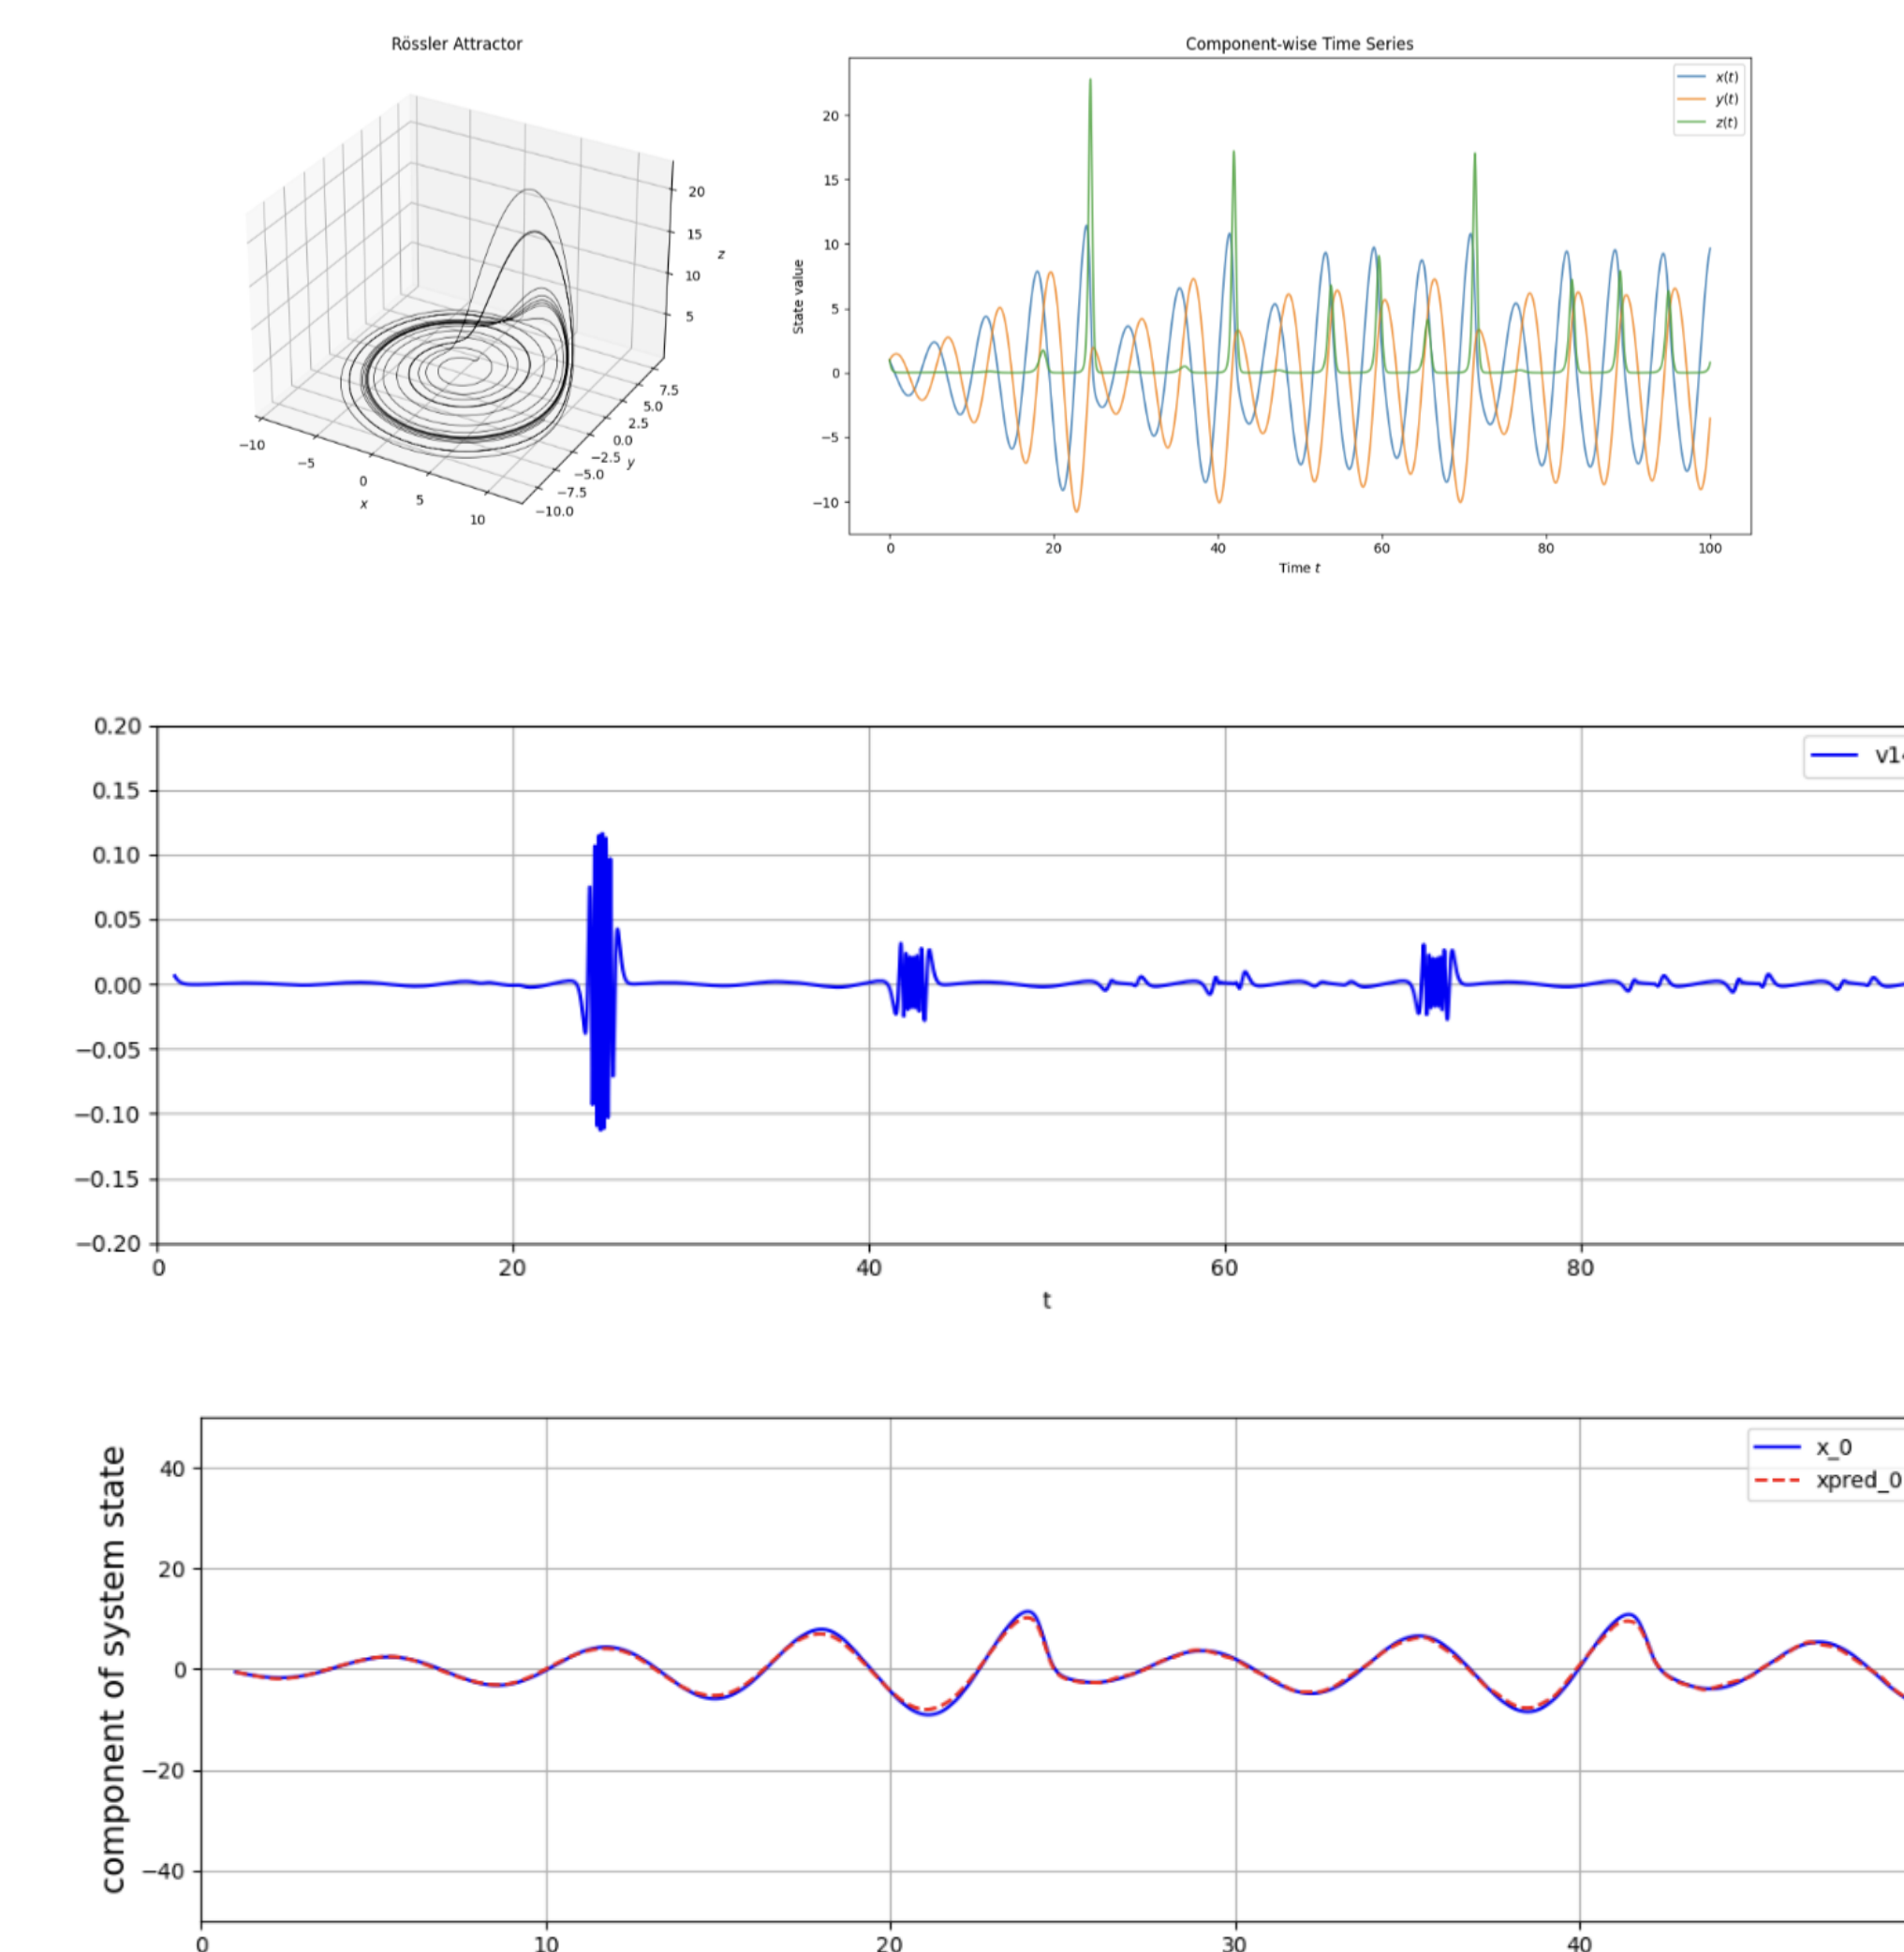 Rössler Attractor
20
15
z
10
5
7.5
5.0
2.5
0.0
−2.5 y
−5.0
−7.5
−10.0
−10
−5
0
x
5
10
Component-wise Time Series
x(t)
y(t)
z(t)
20
15
10
5
0
−5
−10
State value
0 20 40 60 80 100
Time t
0.20
0.15
0.10
0.05
0.00
−0.05
−0.10
−0.15
−0.20
0 20 40 60 80
t
component of system state
x_0
xpred_0
40
20
0
−20
−40
0 10 20 30 40